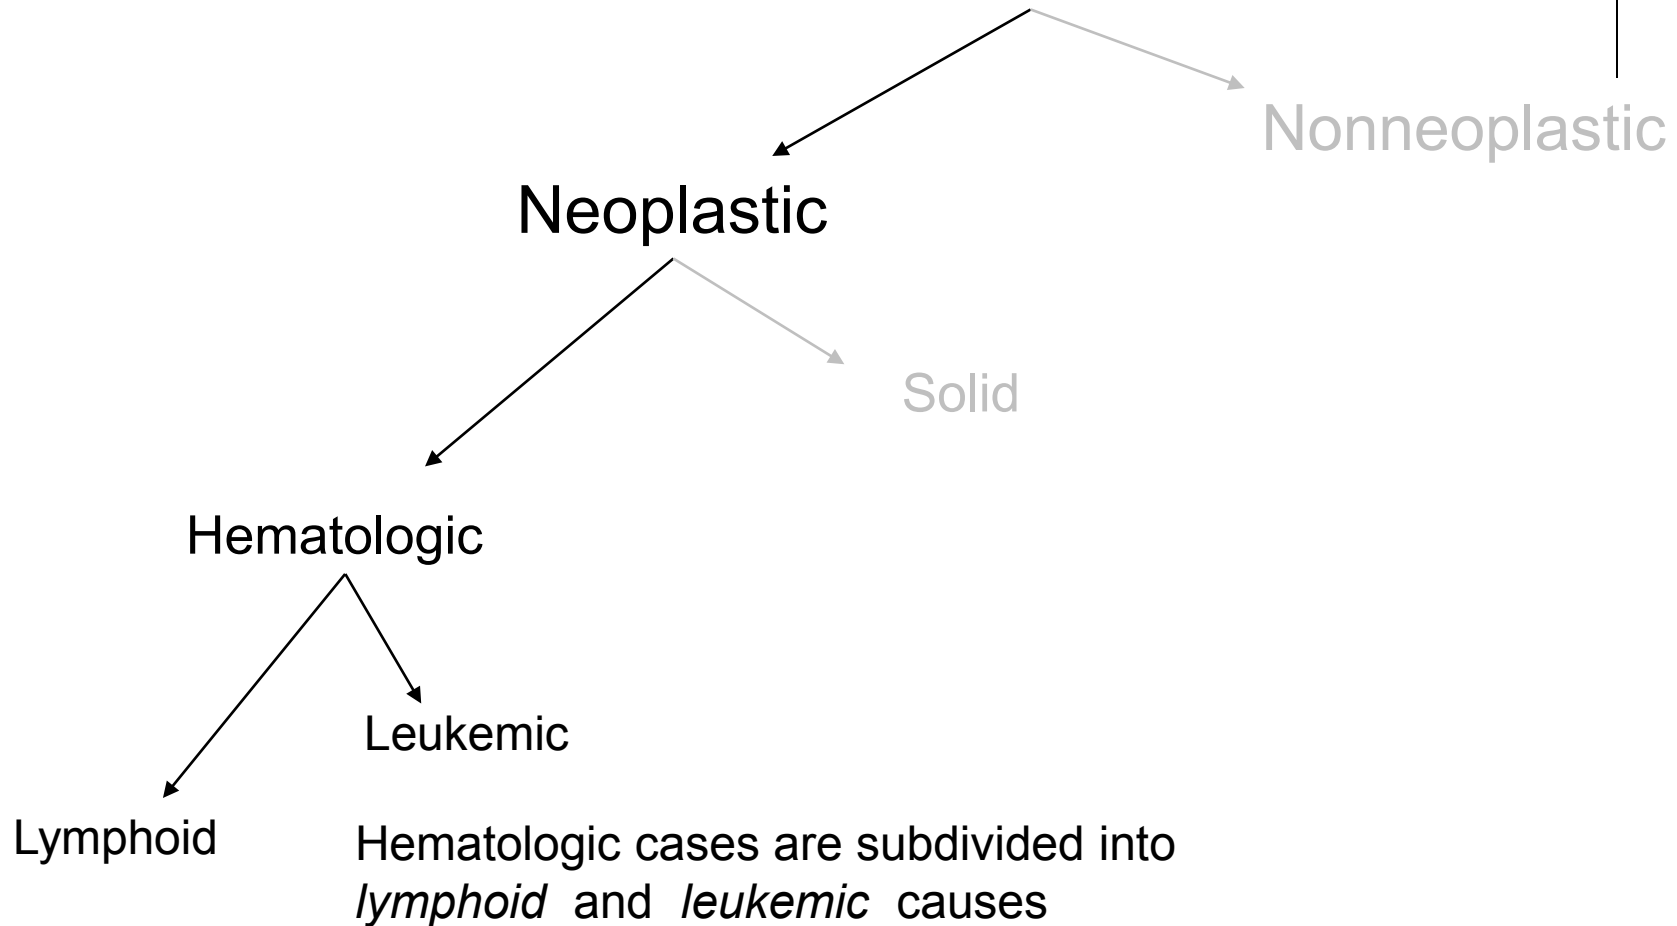 Nonneoplastic
Neoplastic
Solid
Hematologic
Leukemic
Lymphoid
Hematologic cases are subdivided into
lymphoid and leukemic causes